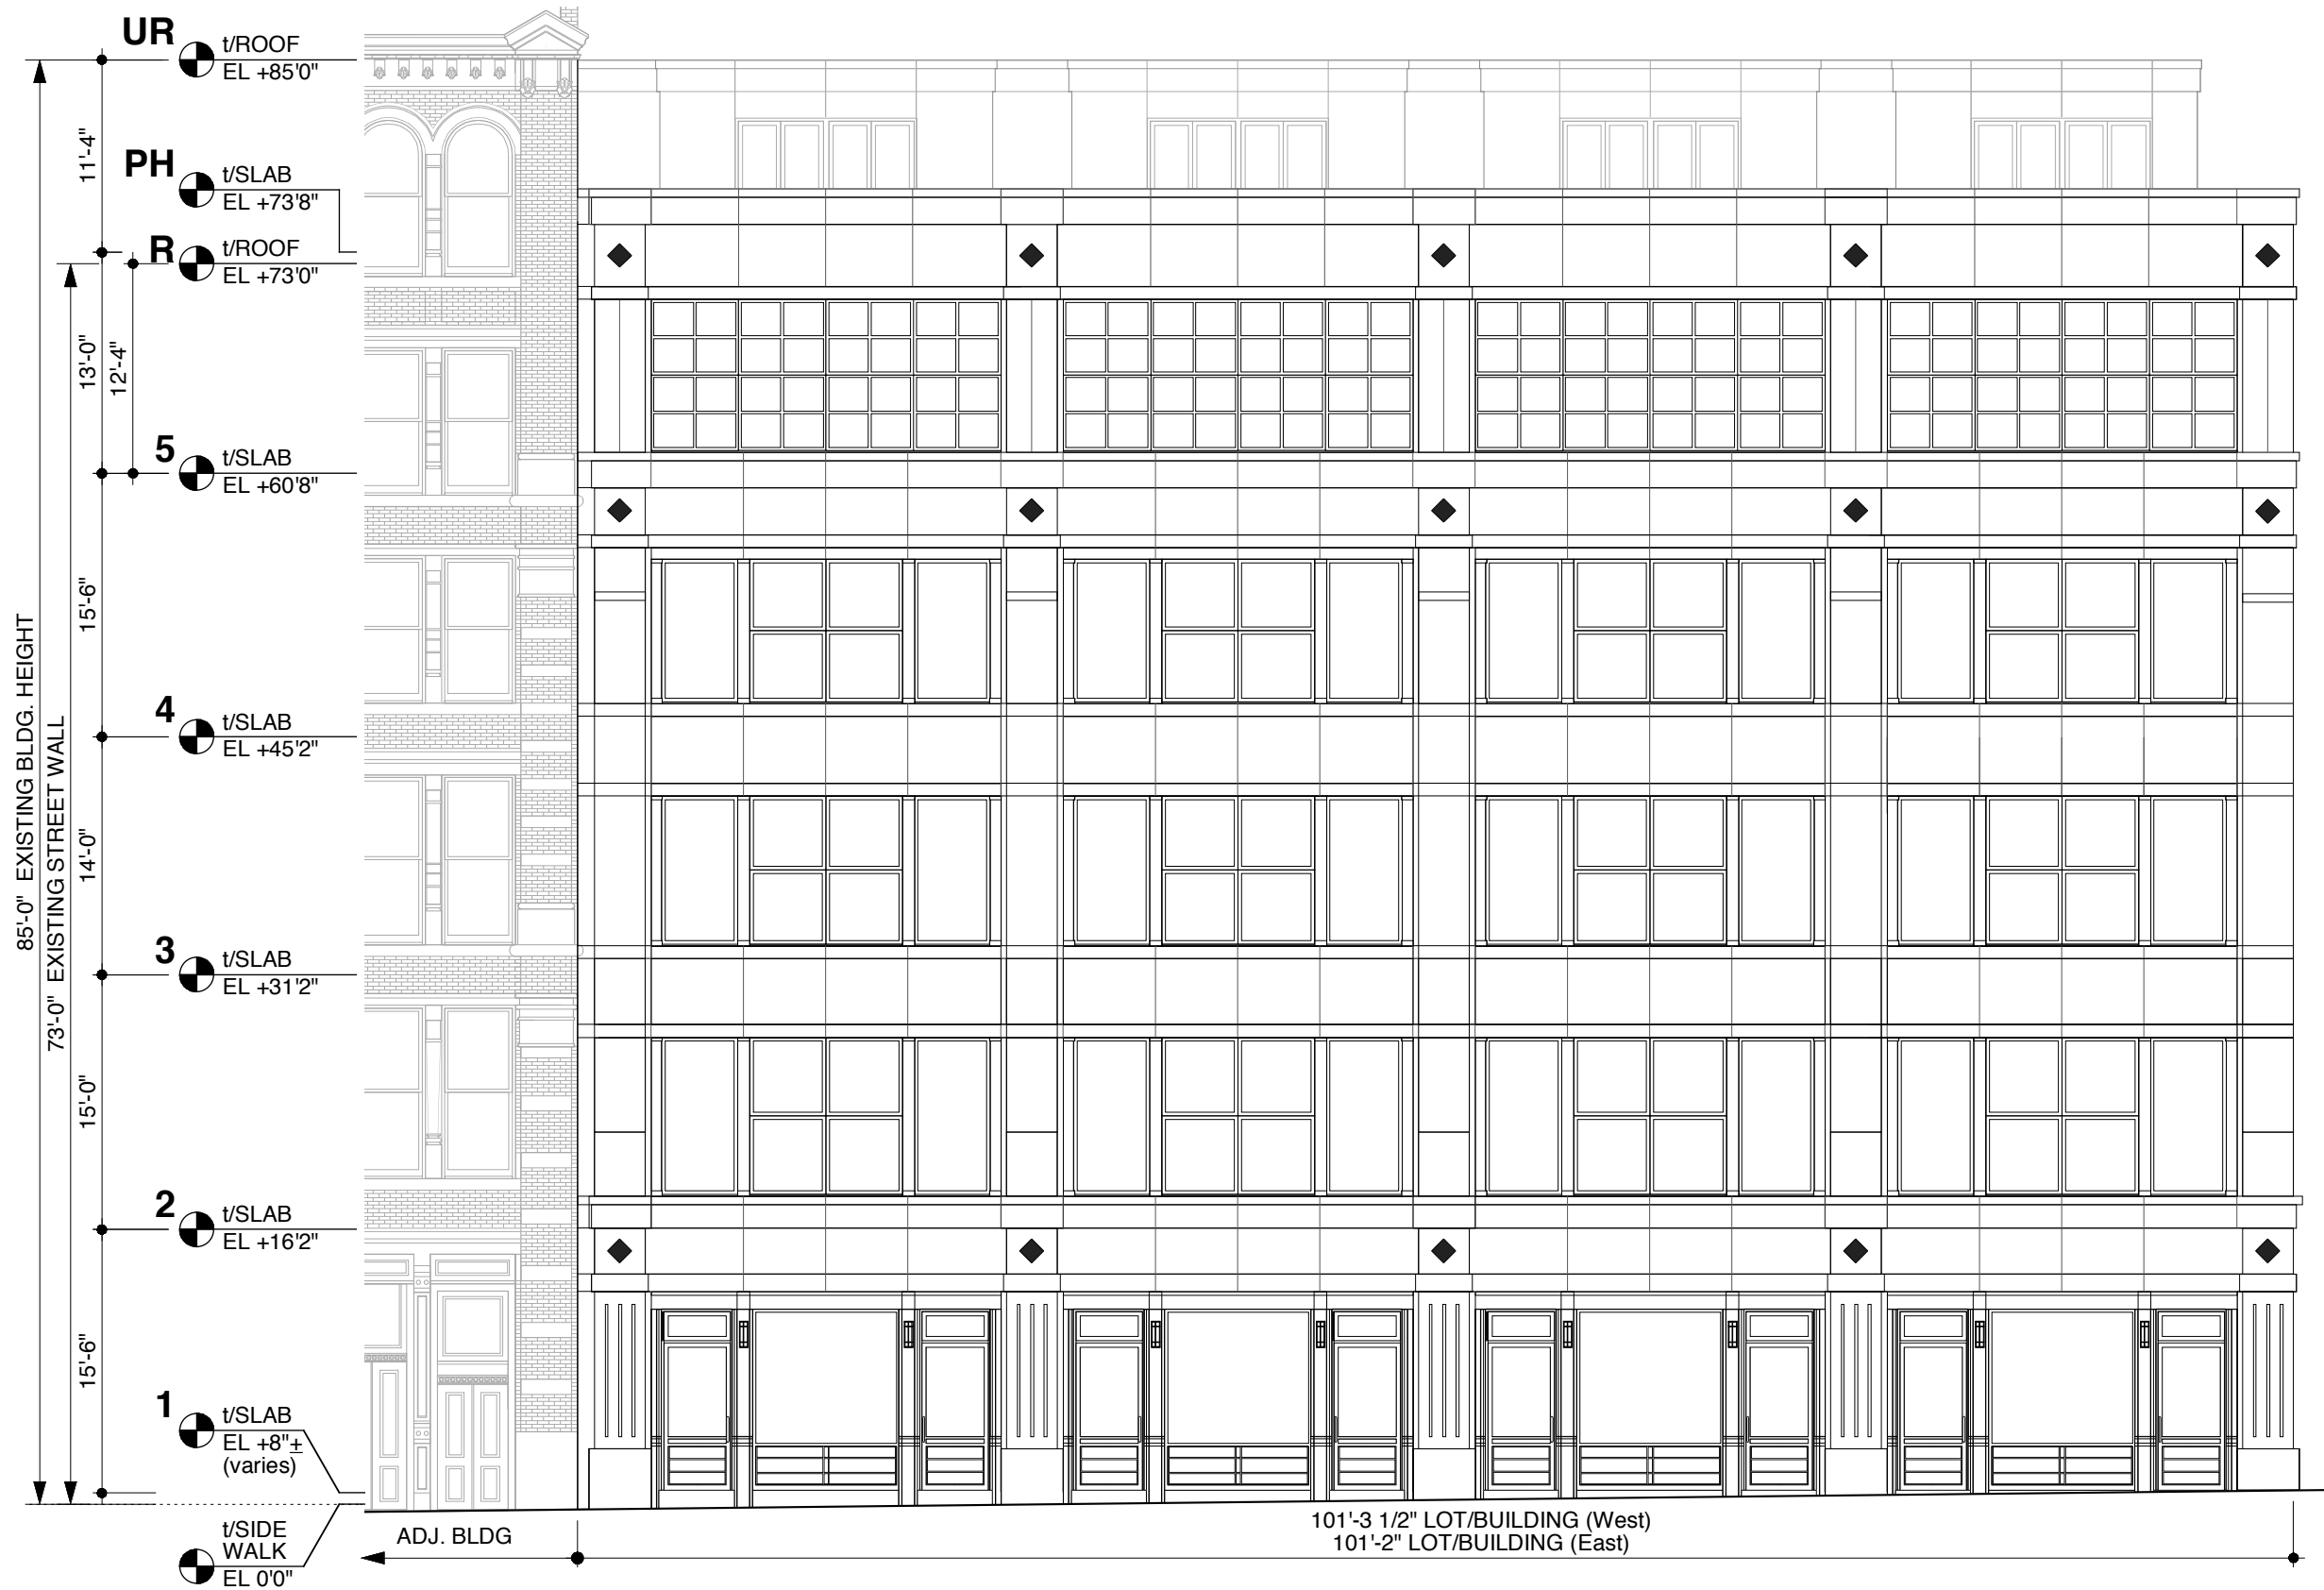 UR
t/ROOF
EL +85'0"
11'-4"
PH
t/SLAB
EL +73'8"
R
t/ROOF
EL +73'0"
13'-0"
12'-4"
5
t/SLAB
EL +60'8"
15'-6"
4
t/SLAB
EL +45'2"
85'-0" EXISTING BLDG. HEIGHT
73'-0" EXISTING STREET WALL
14'-0"
3
t/SLAB
EL +31'2"
15'-0"
2
t/SLAB
EL +16'2"
15'-6"
1
t/SLAB
EL +8"±
(varies)
t/SIDE
WALK
EL 0'0"
ADJ. BLDG
101'-3 1/2" LOT/BUILDING (West)
101'-2" LOT/BUILDING (East)